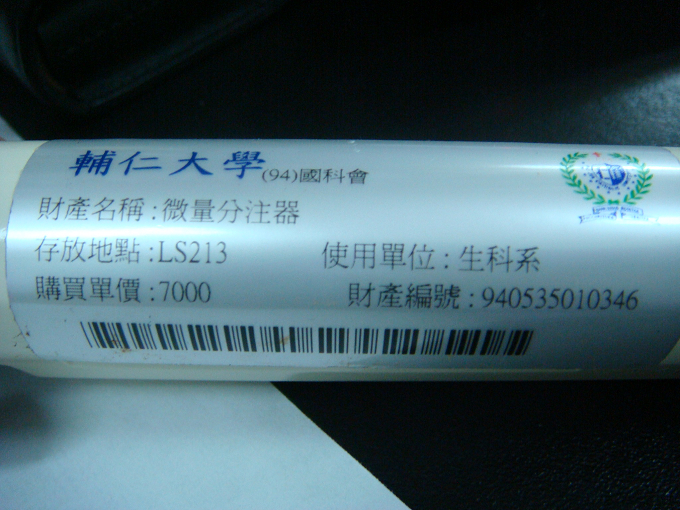 輔仁大學(94)國科會
財產名稱:微量分注器
存放地點:LS213 使用單位:生科系
購買單價:7000 財產編號:940535010346